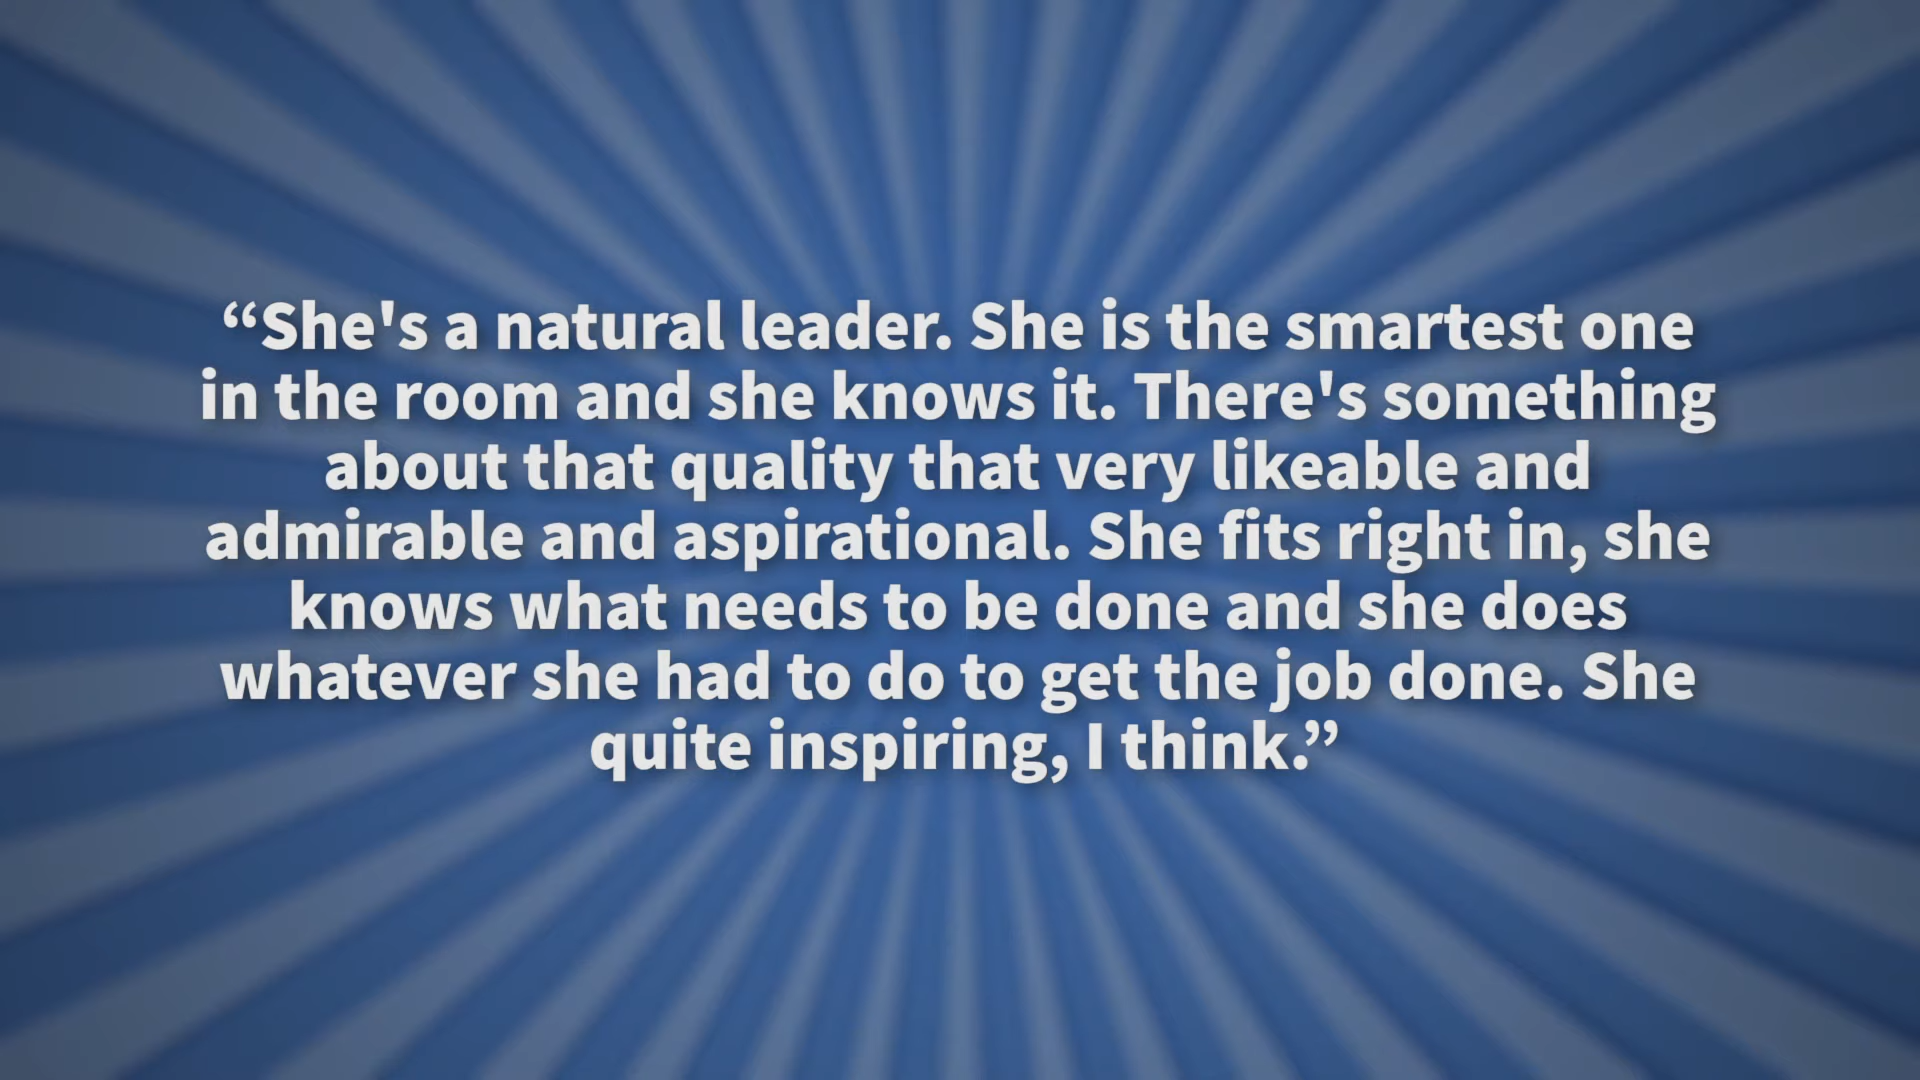 “She's a natural leader. She is the smartest one
in the room and she knows it. There's something
about that quality that very likeable and
admirable and aspirational. She fits right in, she
knows what needs to be done and she does
whatever she had to do to get the job done. She
quite inspiring, I think.”